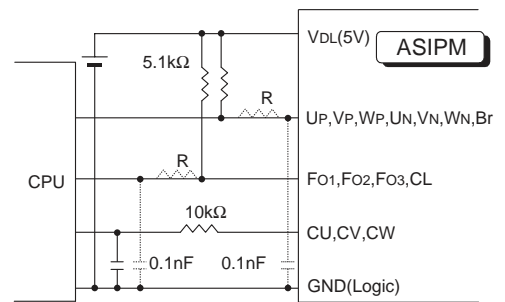 VDL(5V)
ASIPM
5.1kΩ
R
UP,VP,WP,UN,VN,WN,Br
R
CPU
FO1,FO2,FO3,CL
10kΩ
CU,CV,CW
0.1nF
0.1nF
GND(Logic)